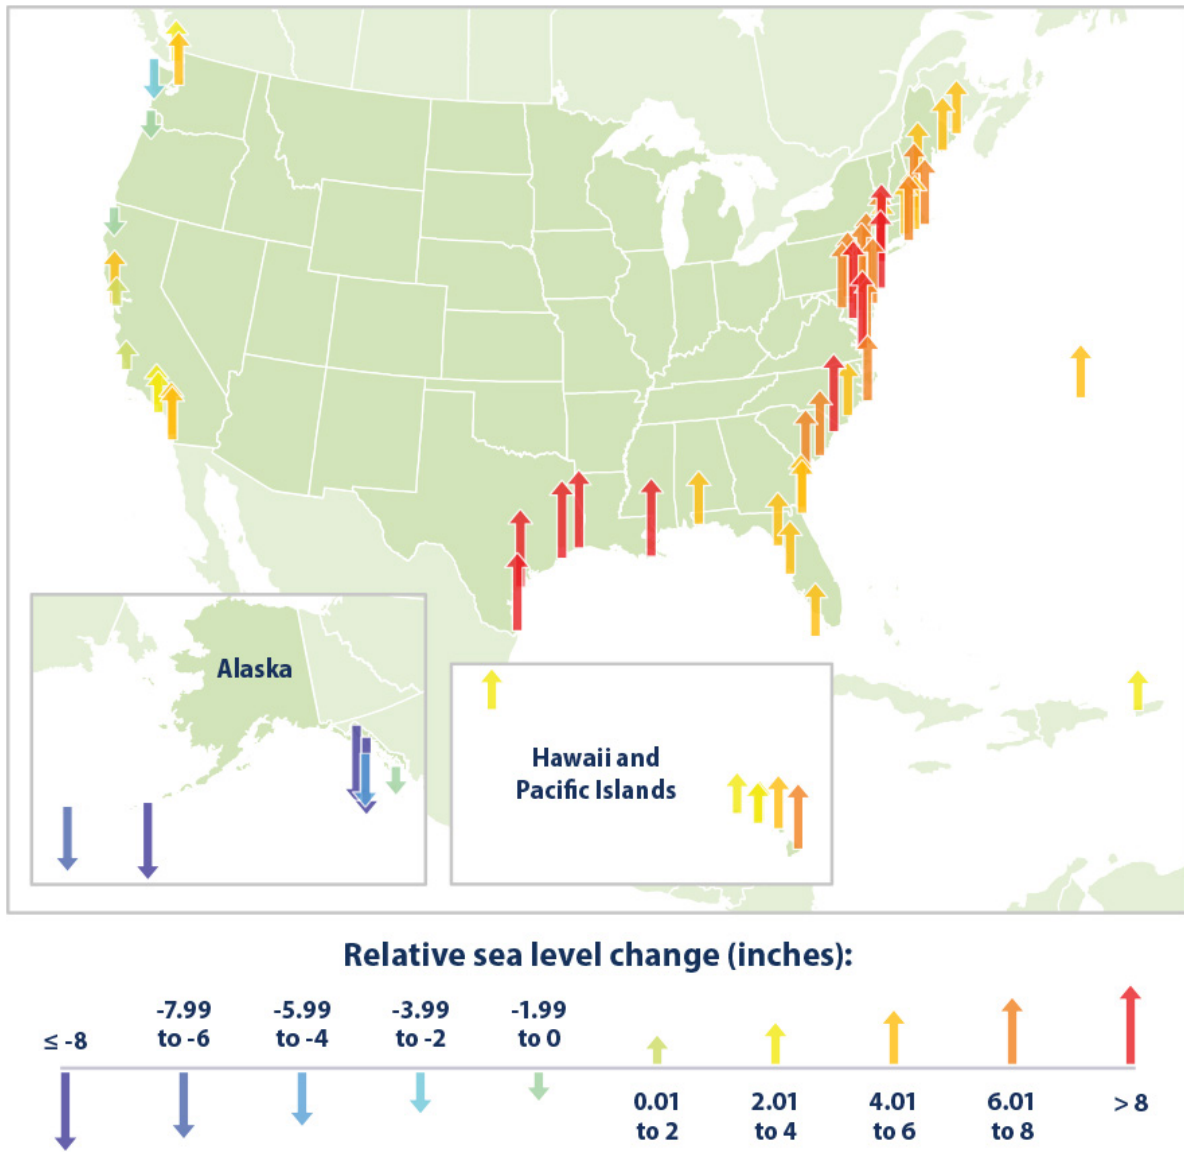 Alaska
Hawaii and
Pacific Islands
Relative sea level change (inches):
≤ -8
-7.99
to -6
-5.99
to -4
-3.99
to -2
-1.99
to 0
0.01
to 2
2.01
to 4
4.01
to 6
6.01
to 8
> 8